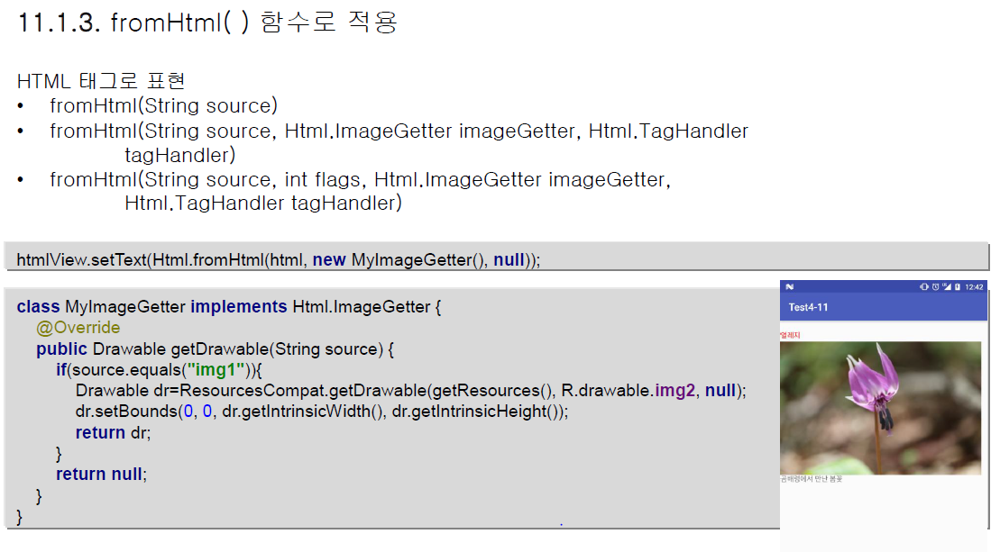 11.1.3. fromHtml( ) 함수로 적용
HTML 태그로 표현
• fromHtml(String source)
• fromHtml(String source, Html.ImageGetter imageGetter, Html.TagHandler
tagHandler)
• fromHtml(String source, int flags, Html.ImageGetter imageGetter,
Html.TagHandler tagHandler)
htmlView.setText(Html.fromHtml(html, new MyImageGetter(), null));
class MyImageGetter implements Html.ImageGetter {
@Override
public Drawable getDrawable(String source) {
if(source.equals("img1")){
Drawable dr=ResourcesCompat.getDrawable(getResources(), R.drawable.img2, null);
dr.setBounds(0, 0, dr.getIntrinsicWidth(), dr.getIntrinsicHeight());
return dr;
}
return null;
}
}
12:42
Test4-11
얼레지
곰배령에서 만난 봄꽃